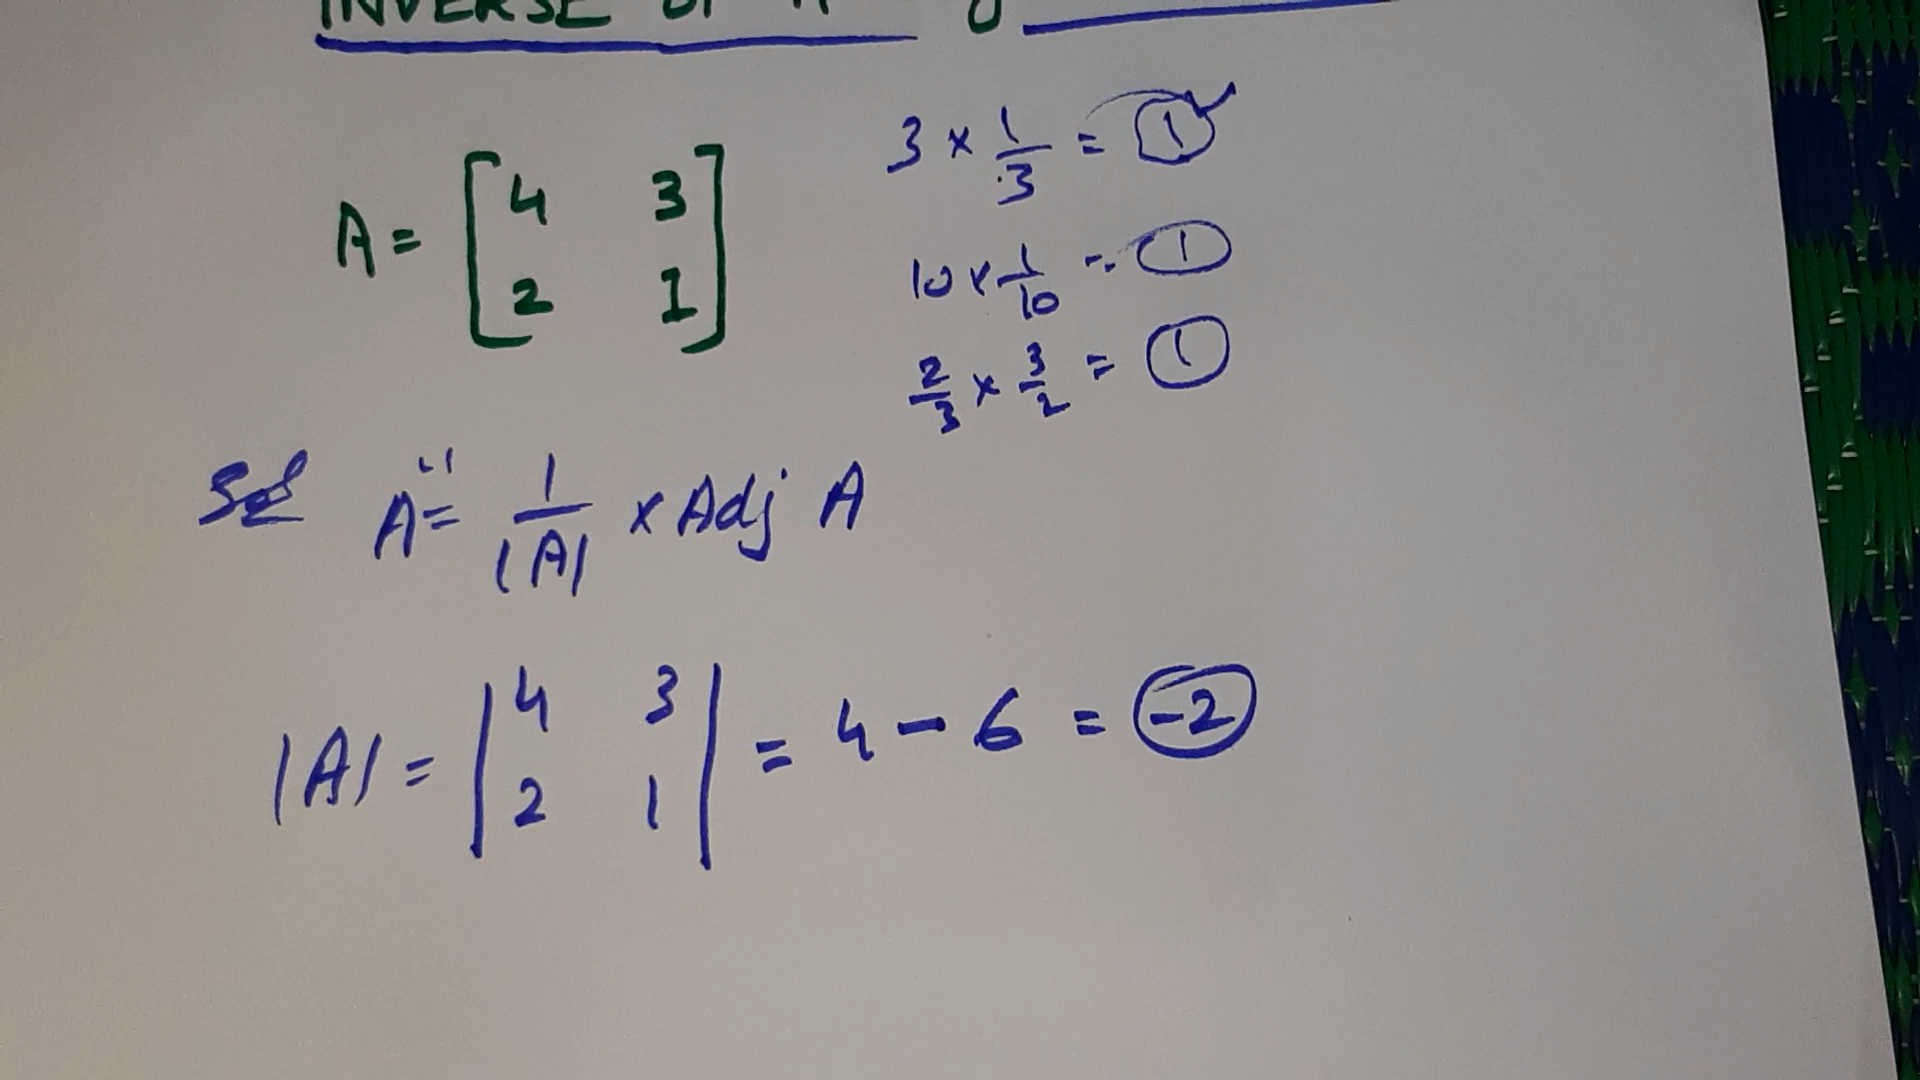 INVERSE OF A
A = [4 3
2 1]
3 × 1/3 = 1
10 × 1/10 = 1
2/3 × 3/2 = 1
Sol A⁻¹ = 1/|A| × Adj A
|A| = |4 3
2 1| = 4 - 6 = -2